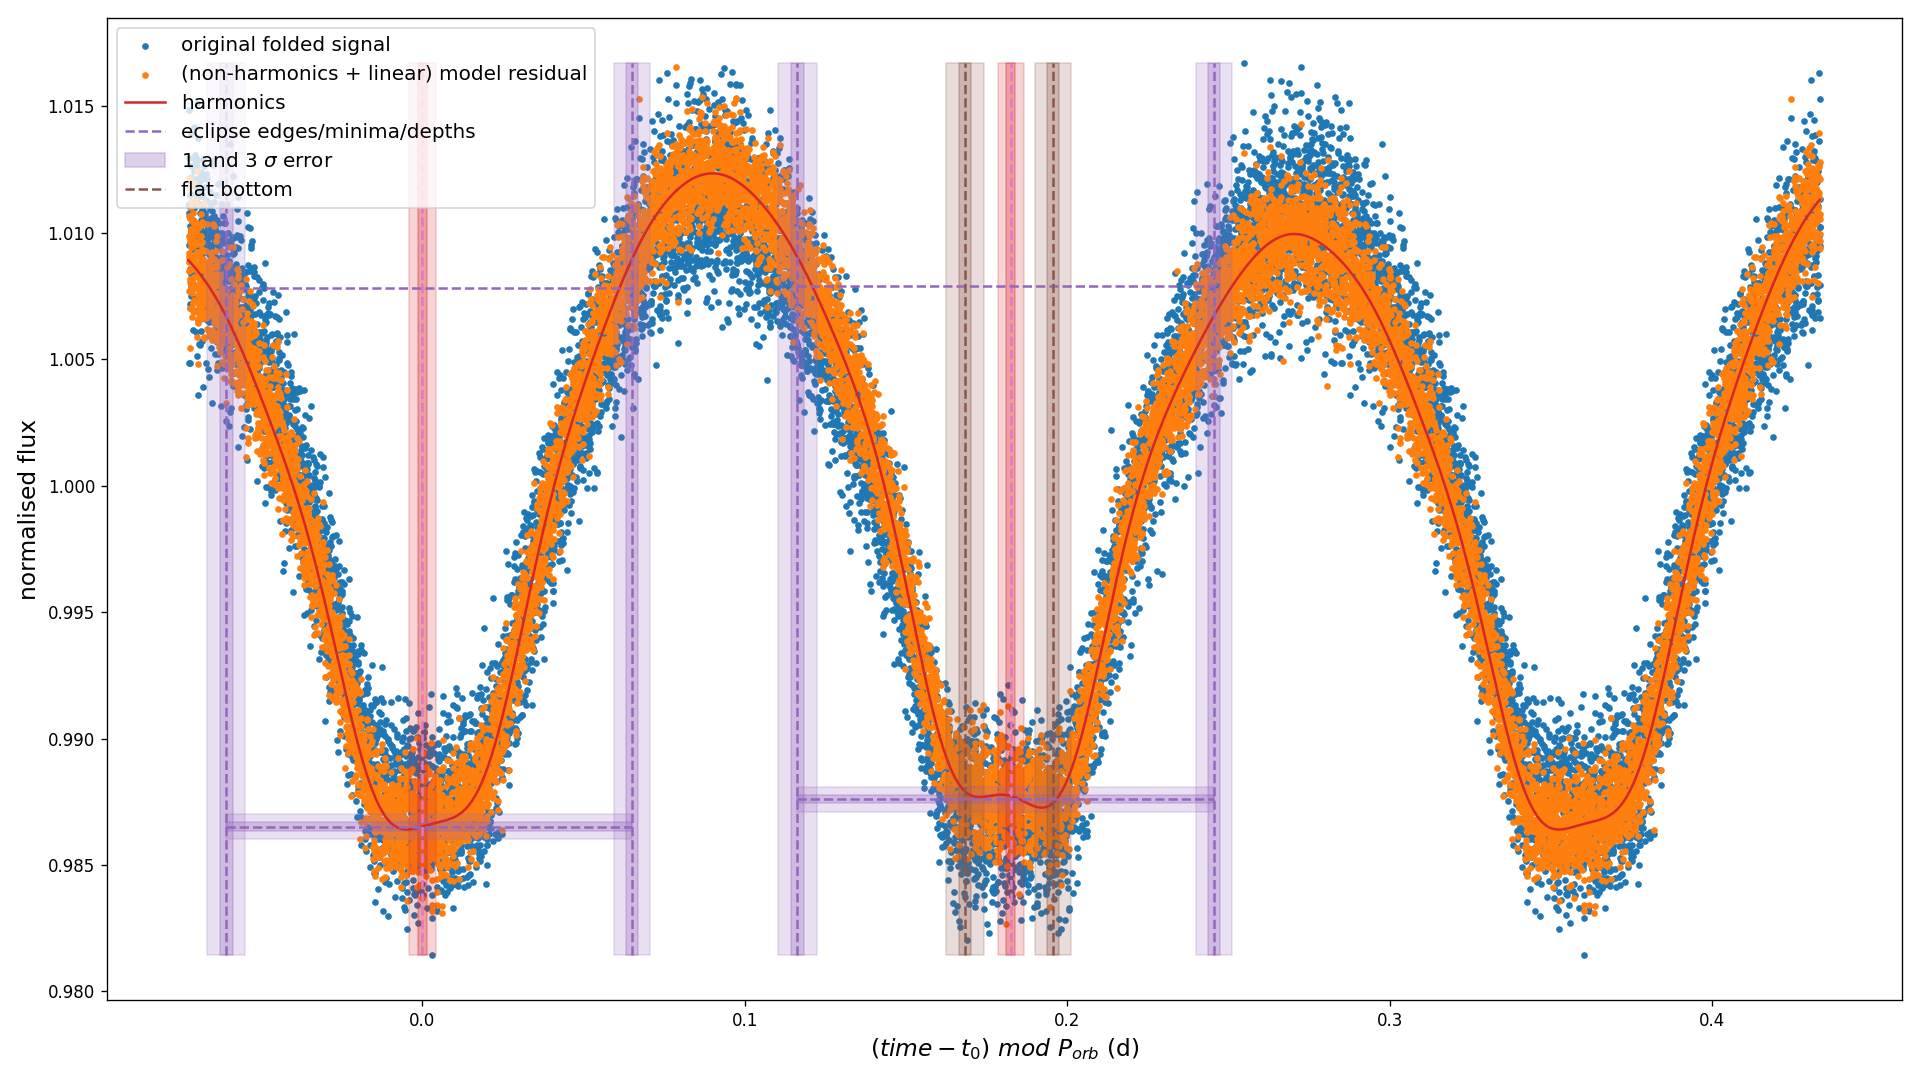 original folded signal
(non-harmonics + linear) model residual
harmonics
eclipse edges/minima/depths
1 and 3 σ error
flat bottom
normalised flux
1.015
1.010
1.005
1.000
0.995
0.990
0.985
0.980
0.0
0.1
0.2
0.3
0.4
(time − t₀) mod Pₒᵣ♭ (d)